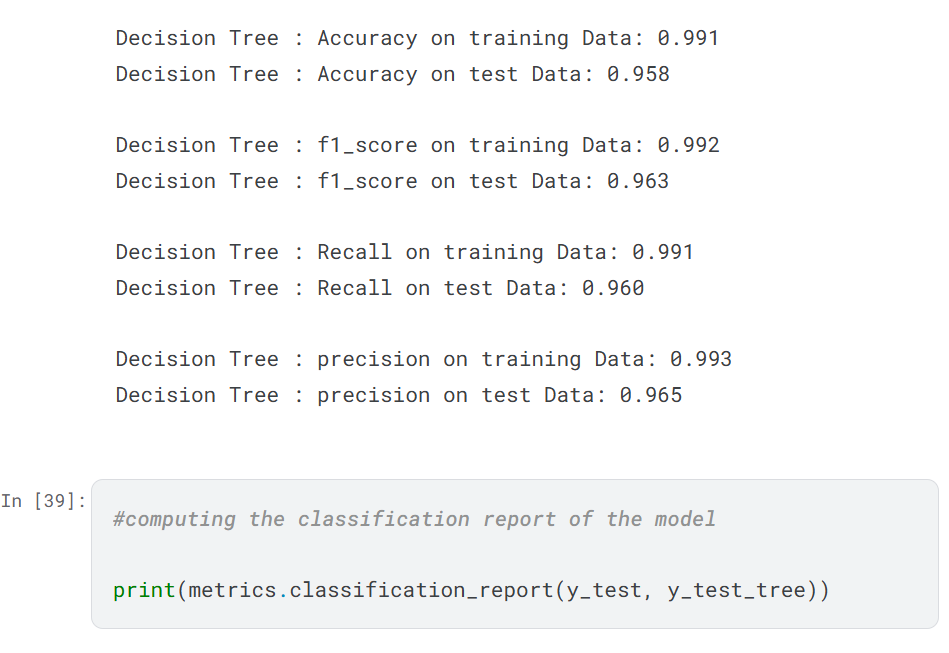 Decision Tree : Accuracy on training Data: 0.991
Decision Tree : Accuracy on test Data: 0.958
Decision Tree : f1_score on training Data: 0.992
Decision Tree : f1_score on test Data: 0.963
Decision Tree : Recall on training Data: 0.991
Decision Tree : Recall on test Data: 0.960
Decision Tree : precision on training Data: 0.993
Decision Tree : precision on test Data: 0.965
In [39]:
#computing the classification report of the model
print(metrics.classification_report(y_test, y_test_tree))